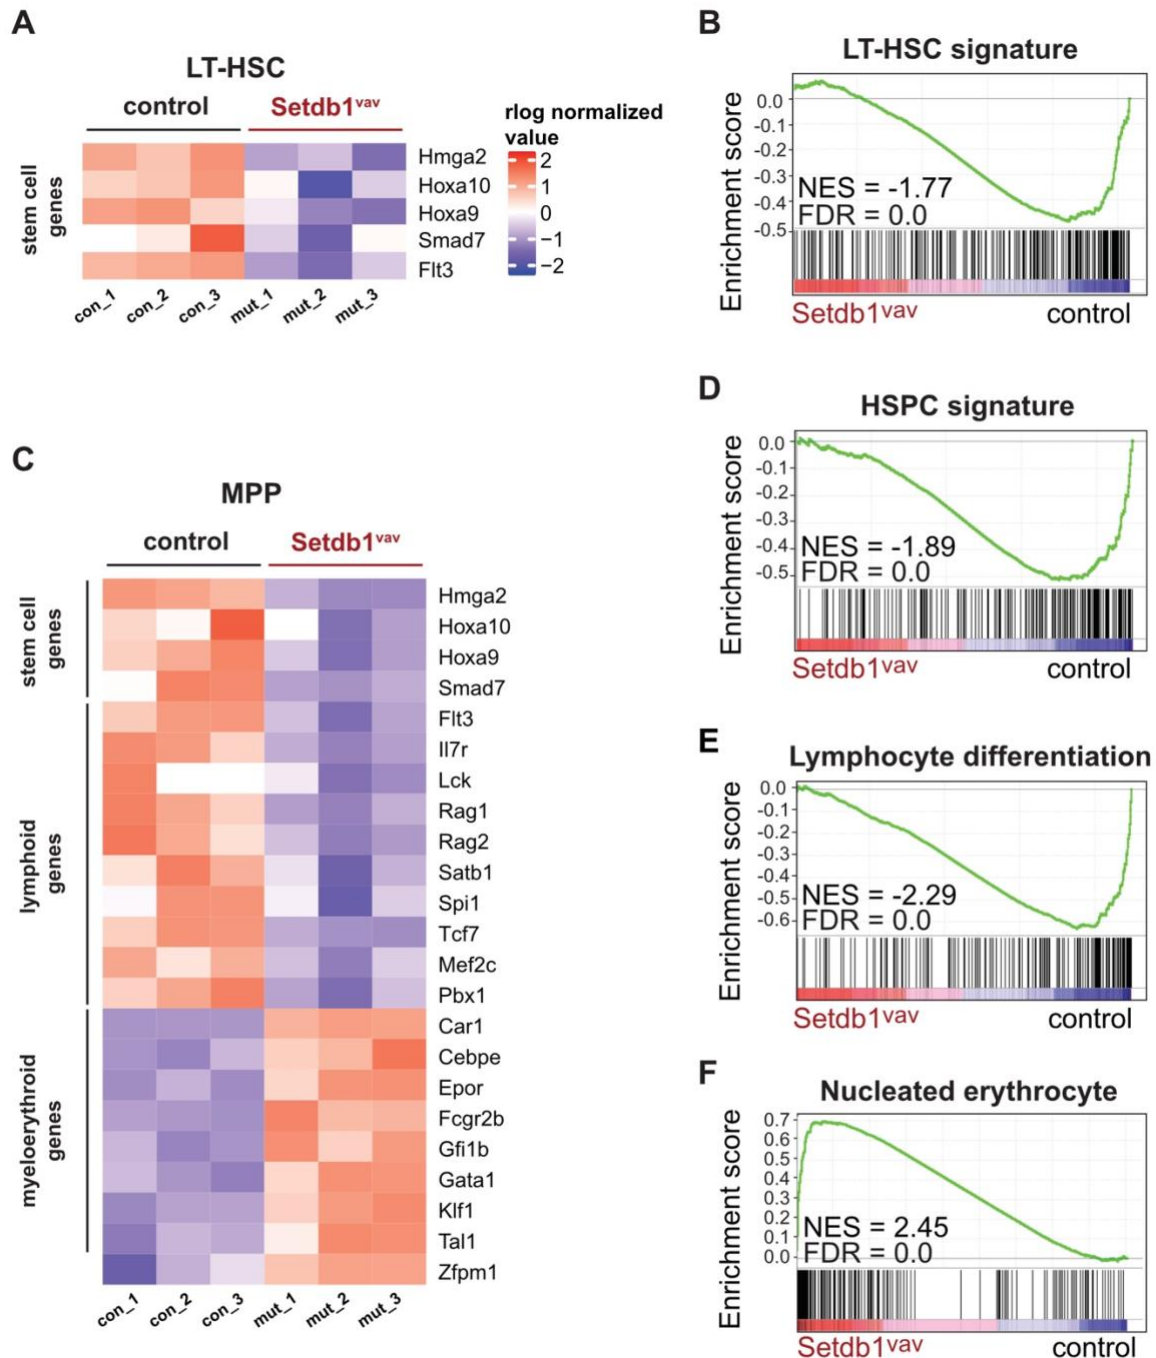 A
LT-HSC
control
Setdb1vav
rlog normalized
value
2
1
0
−1
−2
stem cell
genes
Hmga2
Hoxa10
Hoxa9
Smad7
Flt3
con_1
con_2
con_3
mut_1
mut_2
mut_3
B
LT-HSC signature
Enrichment score
0.0
-0.1
-0.2
-0.3
-0.4
-0.5
NES = -1.77
FDR = 0.0
Setdb1vav
control
C
MPP
control
Setdb1vav
stem cell
genes
lymphoid
genes
myeloerythroid
genes
Hmga2
Hoxa10
Hoxa9
Smad7
Flt3
Il7r
Lck
Rag1
Rag2
Satb1
Spi1
Tcf7
Mef2c
Pbx1
Car1
Cebpe
Epor
Fcgr2b
Gfi1b
Gata1
Klf1
Tal1
Zfpm1
con_1
con_2
con_3
mut_1
mut_2
mut_3
D
HSPC signature
Enrichment score
0.0
-0.1
-0.2
-0.3
-0.4
-0.5
NES = -1.89
FDR = 0.0
Setdb1vav
control
E
Lymphocyte differentiation
Enrichment score
0.0
-0.1
-0.2
-0.3
-0.4
-0.5
-0.6
NES = -2.29
FDR = 0.0
Setdb1vav
control
F
Nucleated erythrocyte
Enrichment score
0.7
0.6
0.5
0.4
0.3
0.2
0.1
0.0
NES = 2.45
FDR = 0.0
Setdb1vav
control